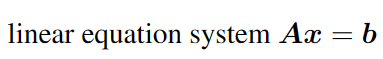 linear equation system Ax = b